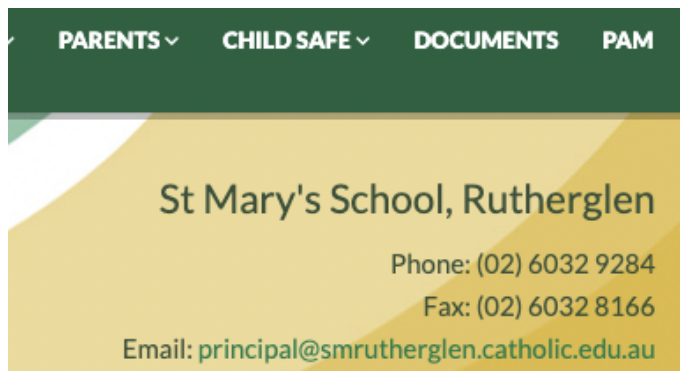 PARENTS CHILD SAFE DOCUMENTS PAM
St Mary's School, Rutherglen
Phone: (02) 6032 9284
Fax: (02) 6032 8166
Email: principal@smrutherglen.catholic.edu.au